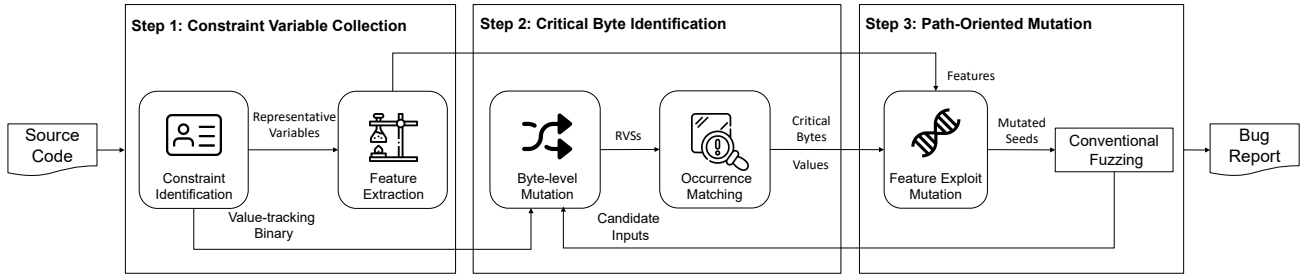 Step 1: Constraint Variable Collection
Step 2: Critical Byte Identification
Step 3: Path-Oriented Mutation
Source
Code
Constraint
Identification
Representative
Variables
Feature
Extraction
Value-tracking
Binary
Byte-level
Mutation
RVSs
Occurrence
Matching
Critical
Bytes
Values
Candidate
Inputs
Features
Feature Exploit
Mutation
Mutated
Seeds
Conventional
Fuzzing
Bug
Report